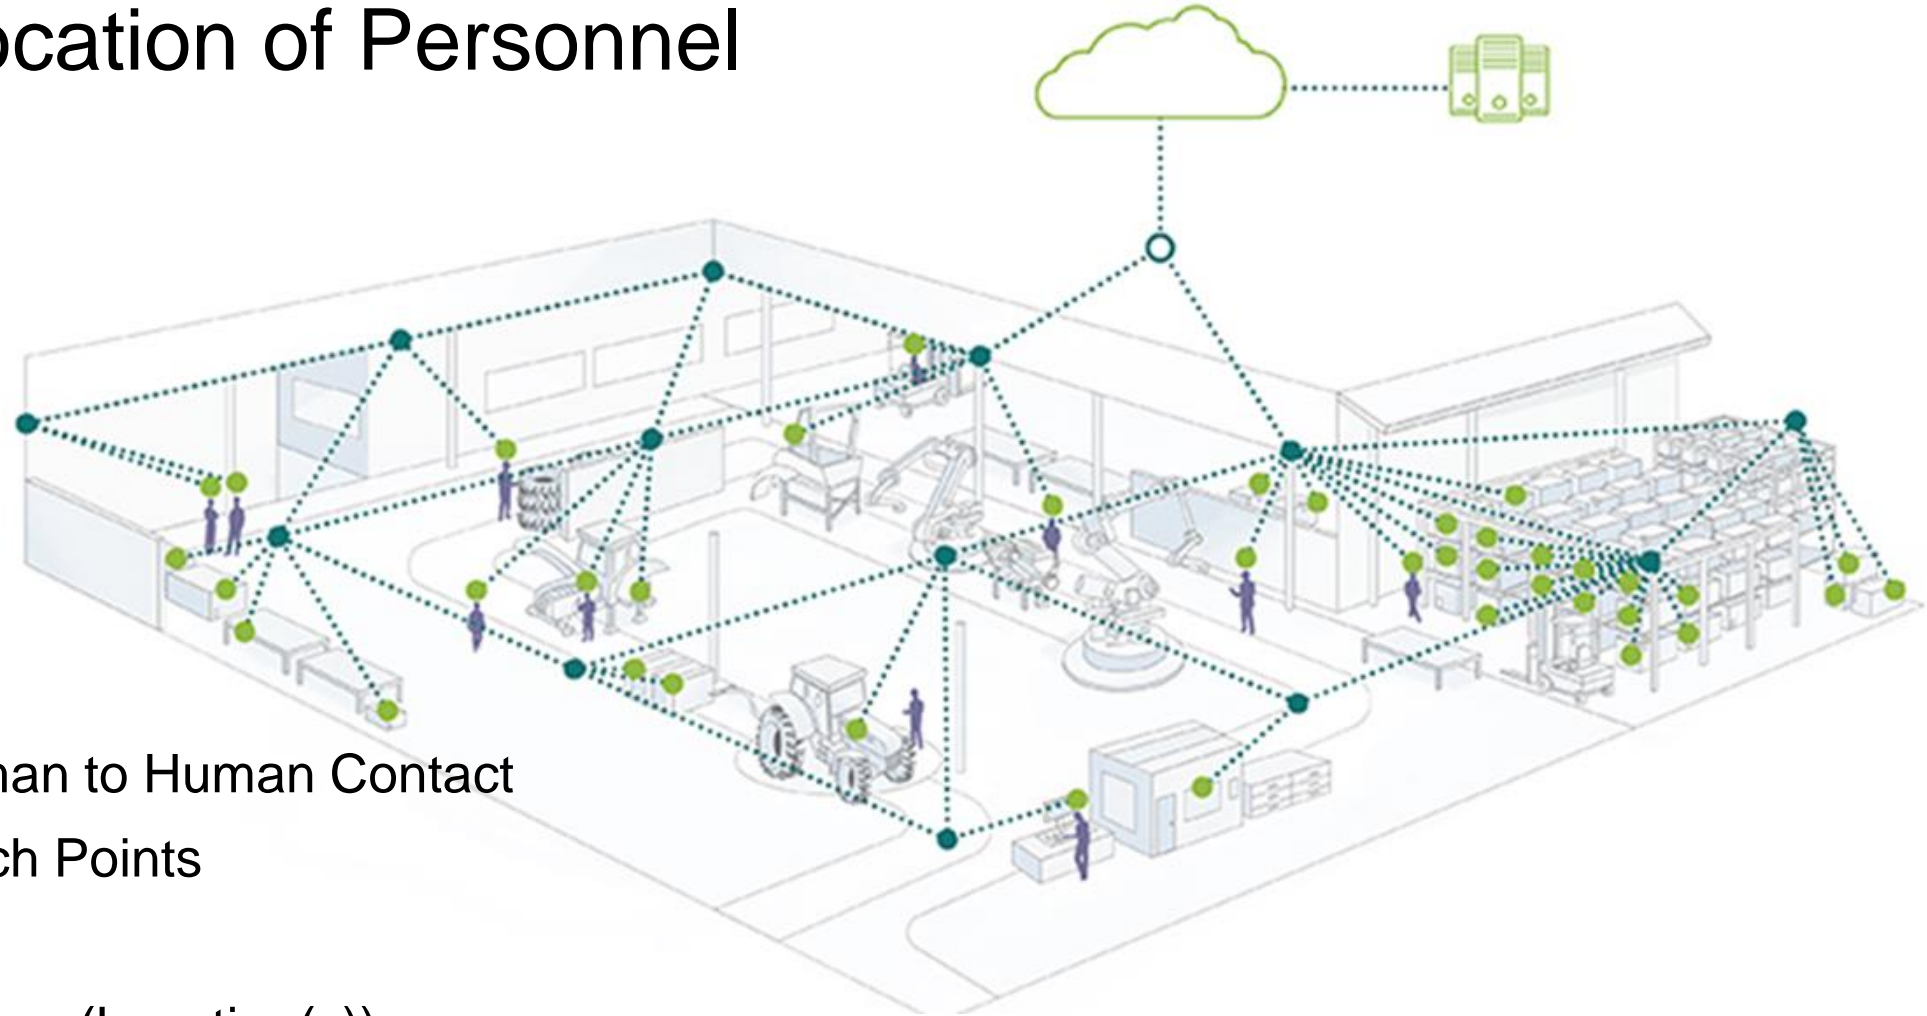 ocation of Personnel
nan to Human Contact
ch Points